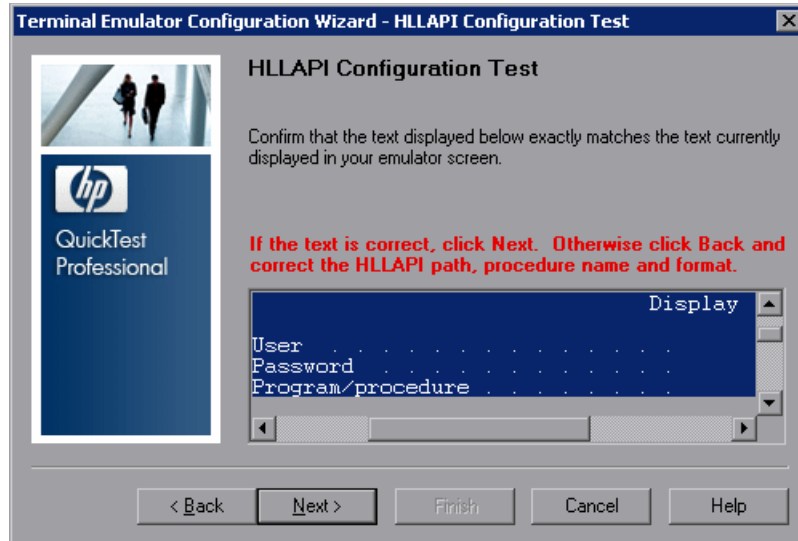 Terminal Emulator Configuration Wizard - HLLAPI Configuration Test
HLLAPI Configuration Test
Confirm that the text displayed below exactly matches the text currently
displayed in your emulator screen.
hp
QuickTest
Professional
If the text is correct, click Next. Otherwise click Back and
correct the HLLAPI path, procedure name and format.
Display
User . . . . . . . . . . . . . .
Password . . . . . . . . . . . .
Program/procedure . . . . . . . .
< Back
Next >
Finish
Cancel
Help